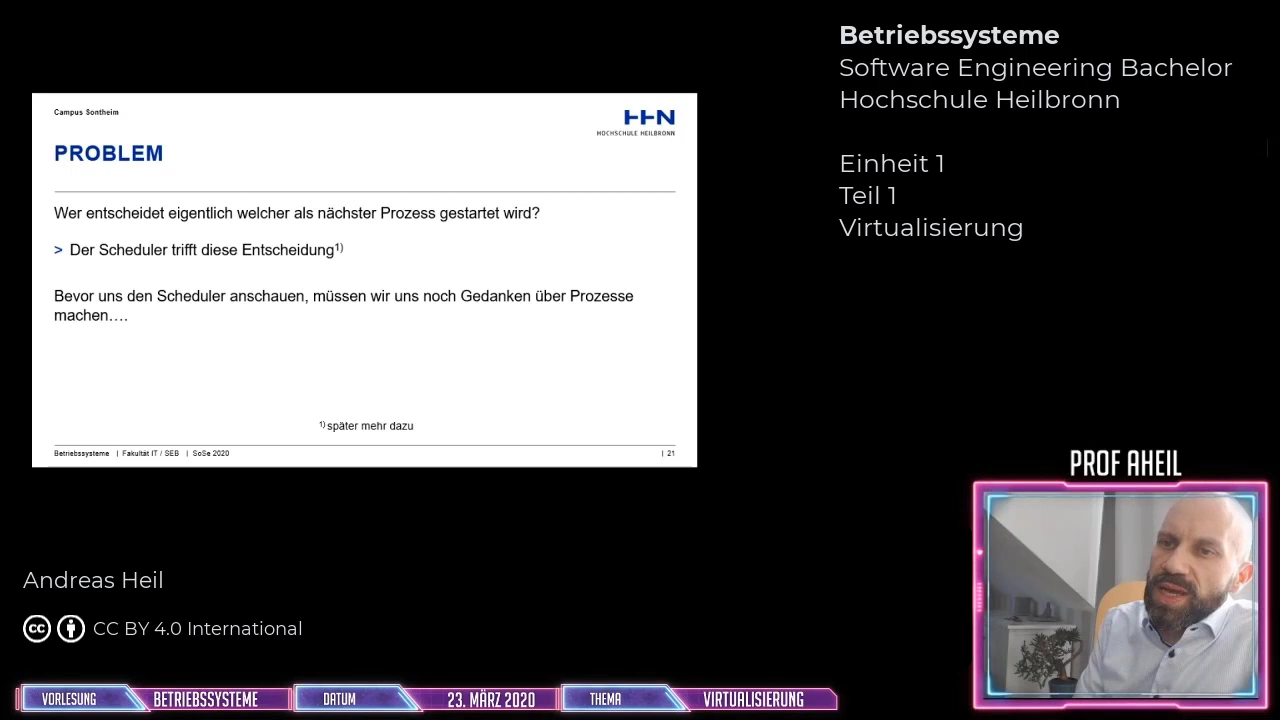 Betriebssysteme
Software Engineering Bachelor
Hochschule Heilbronn
Einheit 1
Teil 1
Virtualisierung
Campus Sontheim
HHN
HOCHSCHULE HEILBRONN
PROBLEM
Wer entscheidet eigentlich welcher als nächster Prozess gestartet wird?
> Der Scheduler trifft diese Entscheidung1)
Bevor uns den Scheduler anschauen, müssen wir uns noch Gedanken über Prozesse
machen….
1) später mehr dazu
Betriebssysteme | Fakultät IT / SEB | SoSe 2020 | 21
PROF AHEIL
Andreas Heil
cc CC BY 4.0 International
VORLESUNG BETRIEBSSYSTEME DATUM 23. MÄRZ 2020 THEMA VIRTUALISIERUNG